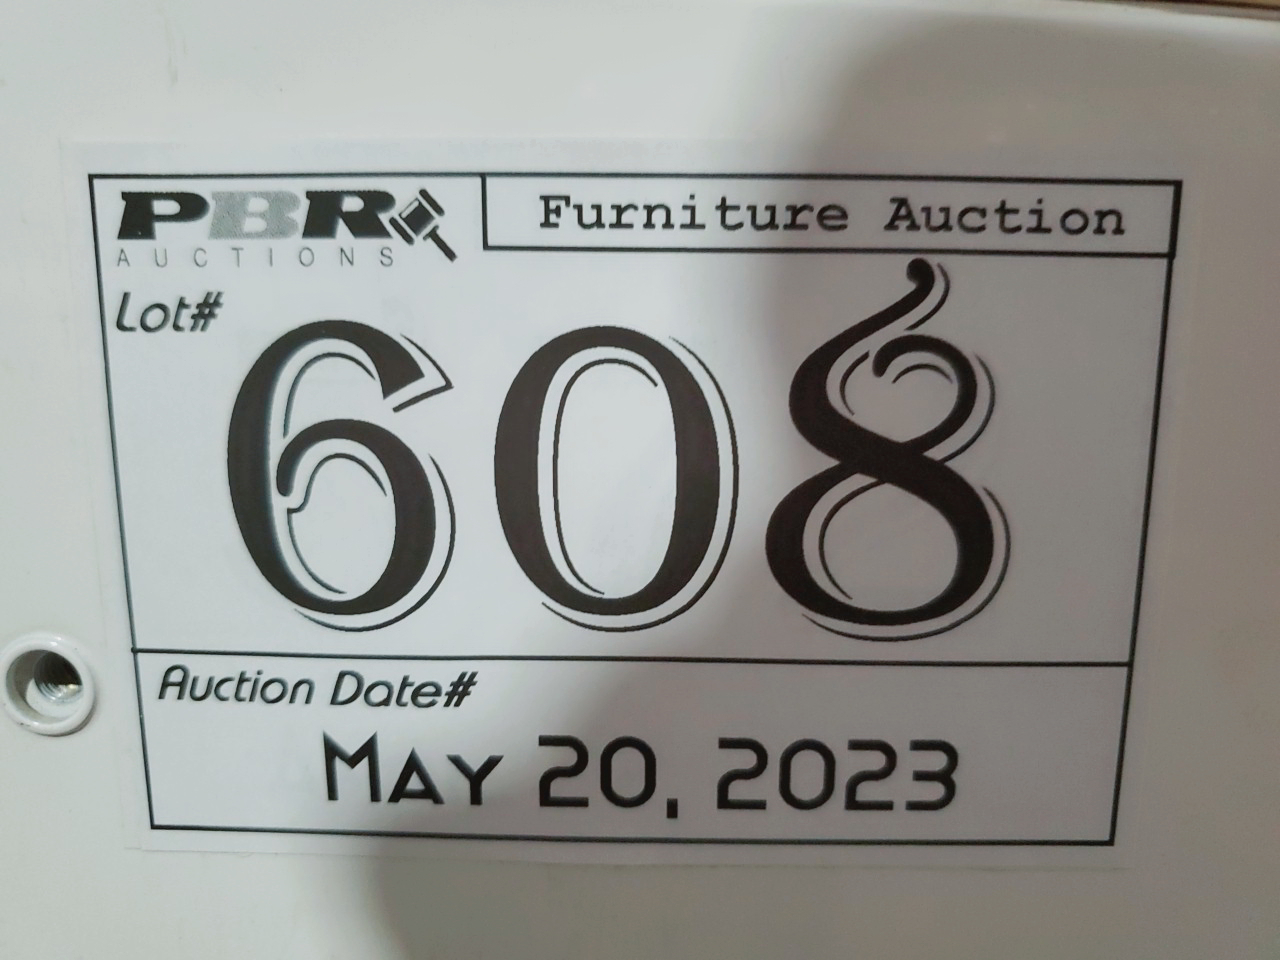 PBR
AUCTIONS
Furniture Auction
Lot#
608
Auction Date#
May 20, 2023